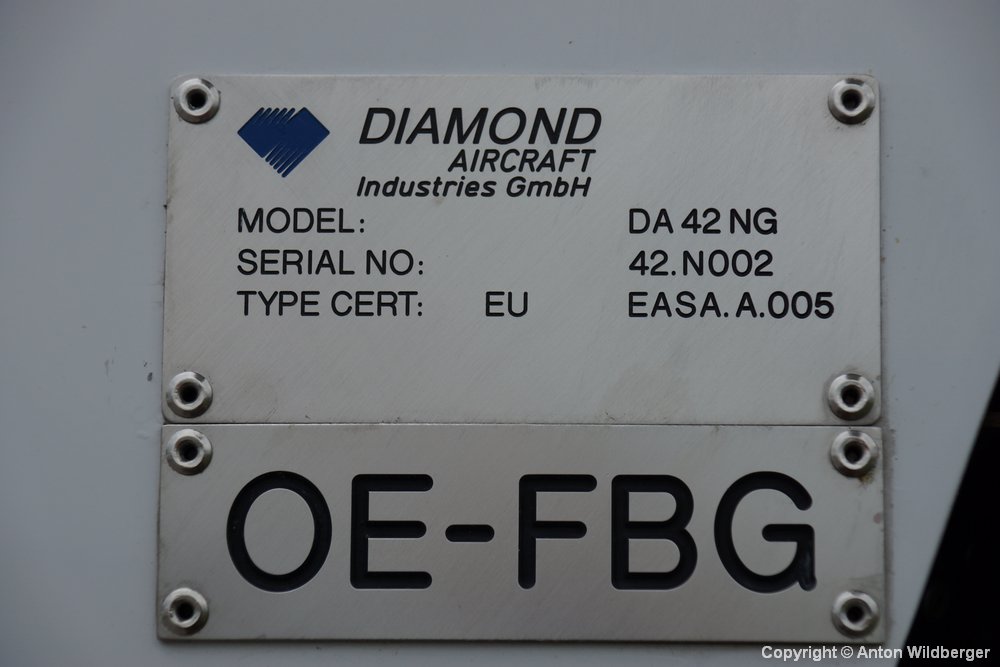 DIAMOND
AIRCRAFT
Industries GmbH
MODEL: DA 42 NG
SERIAL NO: 42.N002
TYPE CERT: EU EASA.A.005
OE-FBG
Copyright © Anton Wildberger